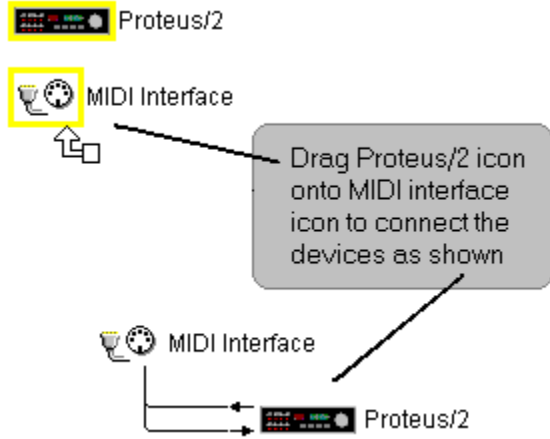 Proteus/2
MIDI Interface
Drag Proteus/2 icon
onto MIDI interface
icon to connect the
devices as shown
MIDI Interface
Proteus/2